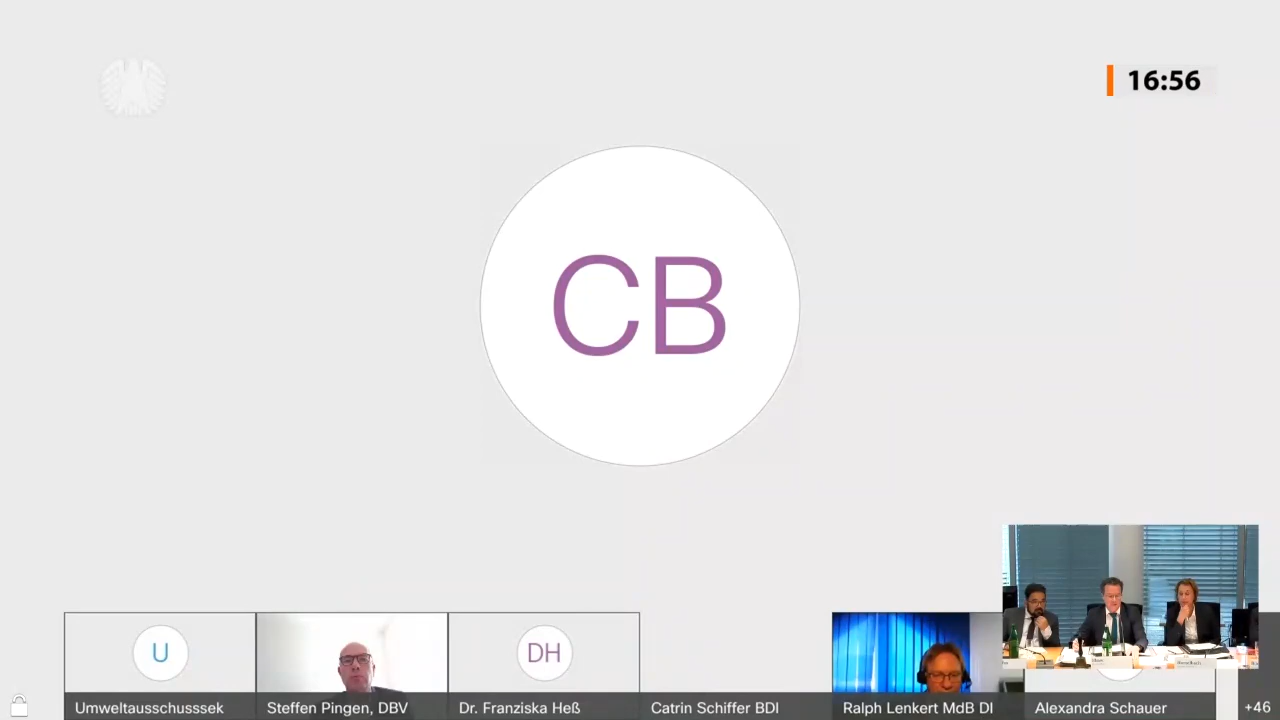 16:56
CB
U
DH
Umweltausschusssek
Steffen Pingen, DBV
Dr. Franziska Heß
Catrin Schiffer BDI
Ralph Lenkert MdB DI
Alexandra Schauer
+46